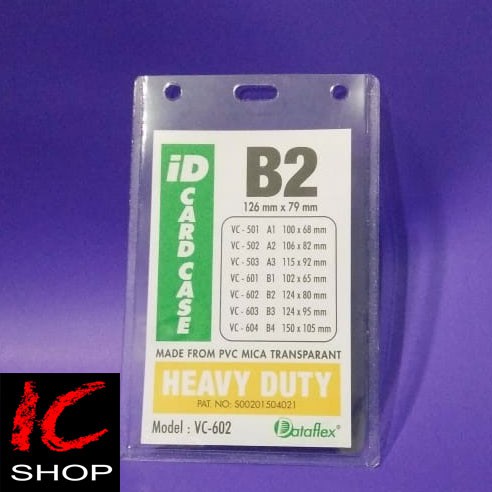 iD
CARD CASE
B2
126 mm x 79 mm
VC - 501 A1 100 x 68 mm
VC - 502 A2 106 x 82 mm
VC - 503 A3 115 x 92 mm
VC - 601 B1 102 x 65 mm
VC - 602 B2 124 x 80 mm
VC - 603 B3 124 x 95 mm
VC - 604 B4 150 x 105 mm
MADE FROM PVC MICA TRANSPARANT
HEAVY DUTY
PAT. NO: S00201504021
Model : VC-602
Dataflex®
IC
SHOP